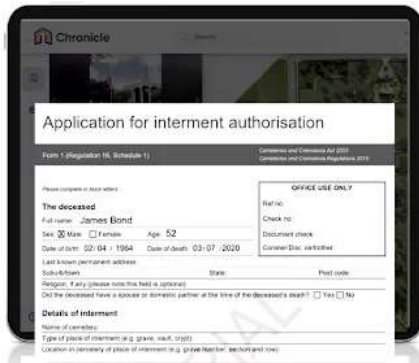 Chronicle
Search
Application for interment authorisation
Form 1 (Regulation 16, Schedule 1)
Cemeteries and Crematoria Act 2003
Cemeteries and Crematoria Regulations 2015
Please complete in block letters
OFFICE USE ONLY
The deceased
Ref no.
Full name: James Bond
Check no
Sex: Male Female Age: 52
Document check
Date of birth: 02/ 04 / 1964 Date of death: 03/ 07 /2020
Coroner Doc.
Last known permanent address:
Suburb/town: State: Post code:
Religion, if any (please note this field is optional)
Did the deceased have a spouse or domestic partner at the time of the deceased's death? Yes No
Details of interment
Name of cemetery:
Type of place of interment (e.g. grave, vault, crypt)
Location in cemetery of place of interment (e.g. grave number, section and row)